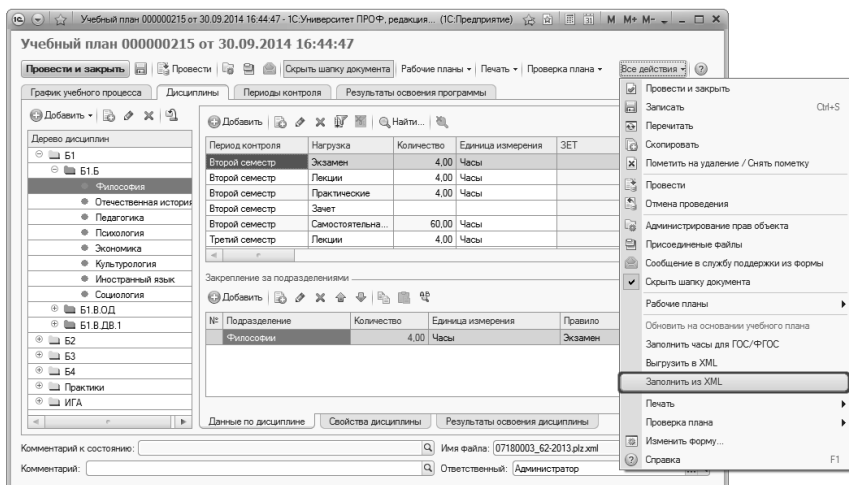 Учебный план 000000215 от 30.09.2014 16:44:47 - 1С:Университет ПРОФ, редакция... (1С:Предприятие) M M+ M-
Учебный план 000000215 от 30.09.2014 16:44:47
Провести и закрыть Провести Скрыть шапку документа Рабочие планы Печать Проверка плана Все действия
График учебного процесса Дисциплины Периоды контроля Результаты освоения программы
Добавить
Дерево дисциплин
Б1
Б1.Б
Философия
Отечественная история
Педагогика
Психология
Экономика
Культурология
Иностранный язык
Социология
Б1.В.ОД
Б1.В.ДВ.1
Б2
Б3
Б4
Практики
ИГА
Добавить Найти...
Период контроля Нагрузка Количество Единица измерения ЗЕТ
Второй семестр Экзамен 4,00 Часы
Второй семестр Лекции 4,00 Часы
Второй семестр Практические 4,00 Часы
Второй семестр Зачет
Второй семестр Самостоятельна... 60,00 Часы
Третий семестр Лекции 4,00 Часы
Закрепление за подразделениями
Добавить
№ Подразделение Количество Единица измерения Правило
Философии 4,00 Часы Экзамен
Данные по дисциплине Свойства дисциплины Результаты освоения дисциплины
Комментарий к состоянию: Имя файла: 07180003_62-2013.plz.xml
Комментарий: Ответственный: Администратор
Провести и закрыть
Записать Ctrl+S
Перечитать
Скопировать
Пометить на удаление / Снять пометку
Провести
Отмена проведения
Администрирование прав объекта
Присоединеные файлы
Сообщение в службу поддержки из формы
Скрыть шапку документа
Рабочие планы
Обновить на основании учебного плана
Заполнить часы для ГОС/ФГОС
Выгрузить в XML
Заполнить из XML
Печать
Проверка плана
Изменить форму...
Справка F1